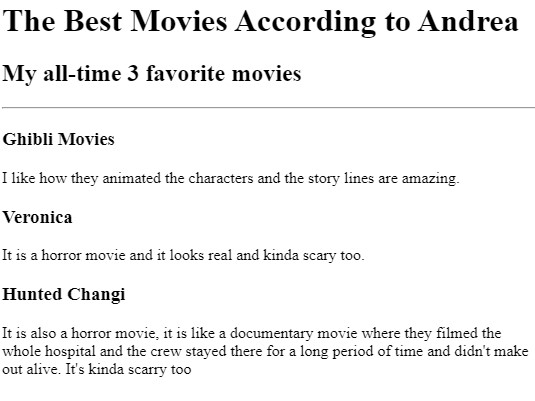 The Best Movies According to Andrea
My all-time 3 favorite movies
Ghibli Movies
I like how they animated the characters and the story lines are amazing.
Veronica
It is a horror movie and it looks real and kinda scary too.
Hunted Changi
It is also a horror movie, it is like a documentary movie where they filmed the
whole hospital and the crew stayed there for a long period of time and didn't make
out alive. It's kinda scarry too